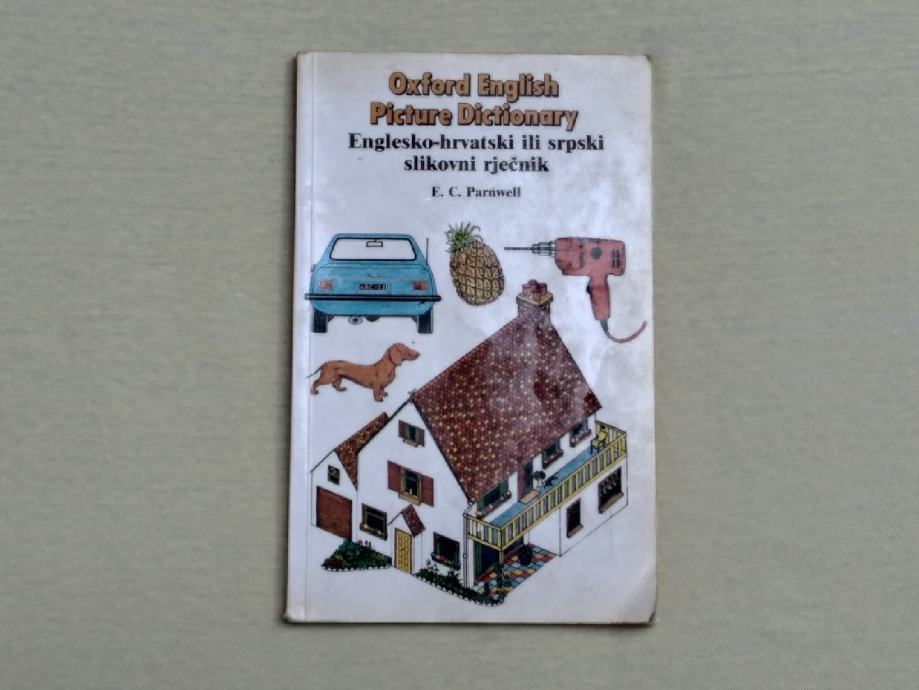 Oxford English
Picture Dictionary
Englesko-hrvatski ili srpski
slikovni rječnik
E. C. Parnwell